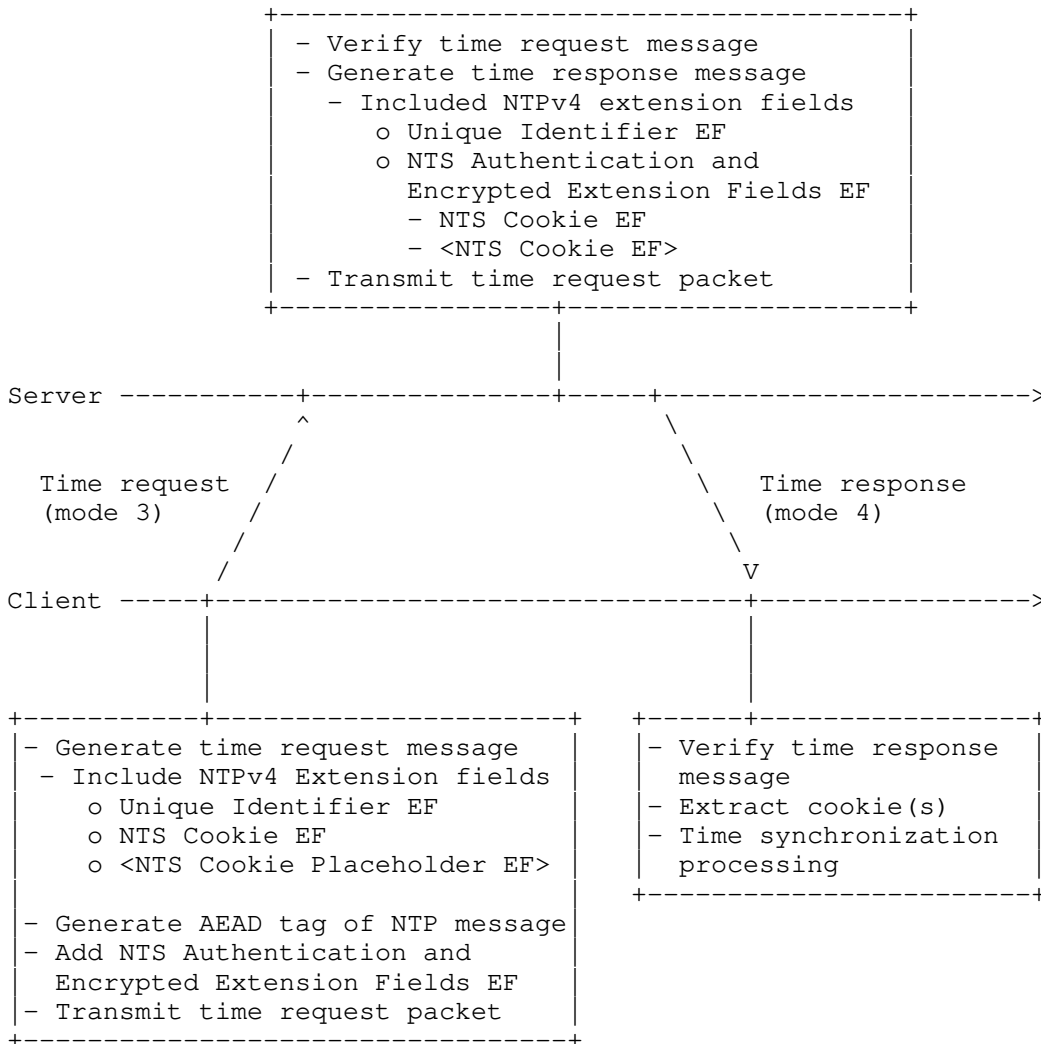 - Verify time request message
- Generate time response message
- Included NTPv4 extension fields
o Unique Identifier EF
o NTS Authentication and
Encrypted Extension Fields EF
- NTS Cookie EF
- <NTS Cookie EF>
- Transmit time request packet
Server
Time request
(mode 3)
Time response
(mode 4)
Client
- Generate time request message
- Include NTPv4 Extension fields
o Unique Identifier EF
o NTS Cookie EF
o <NTS Cookie Placeholder EF>
- Generate AEAD tag of NTP message
- Add NTS Authentication and
Encrypted Extension Fields EF
- Transmit time request packet
- Verify time response
message
- Extract cookie(s)
- Time synchronization
processing